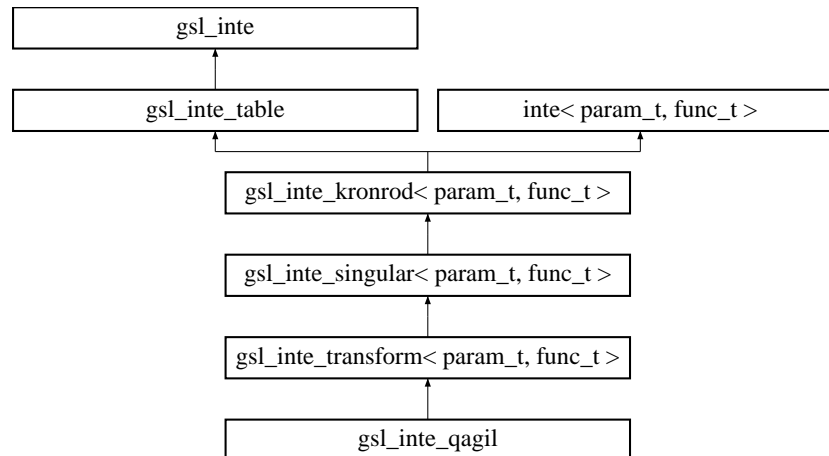 gsl_inte
gsl_inte_table
inte< param_t, func_t >
gsl_inte_kronrod< param_t, func_t >
gsl_inte_singular< param_t, func_t >
gsl_inte_transform< param_t, func_t >
gsl_inte_qagil